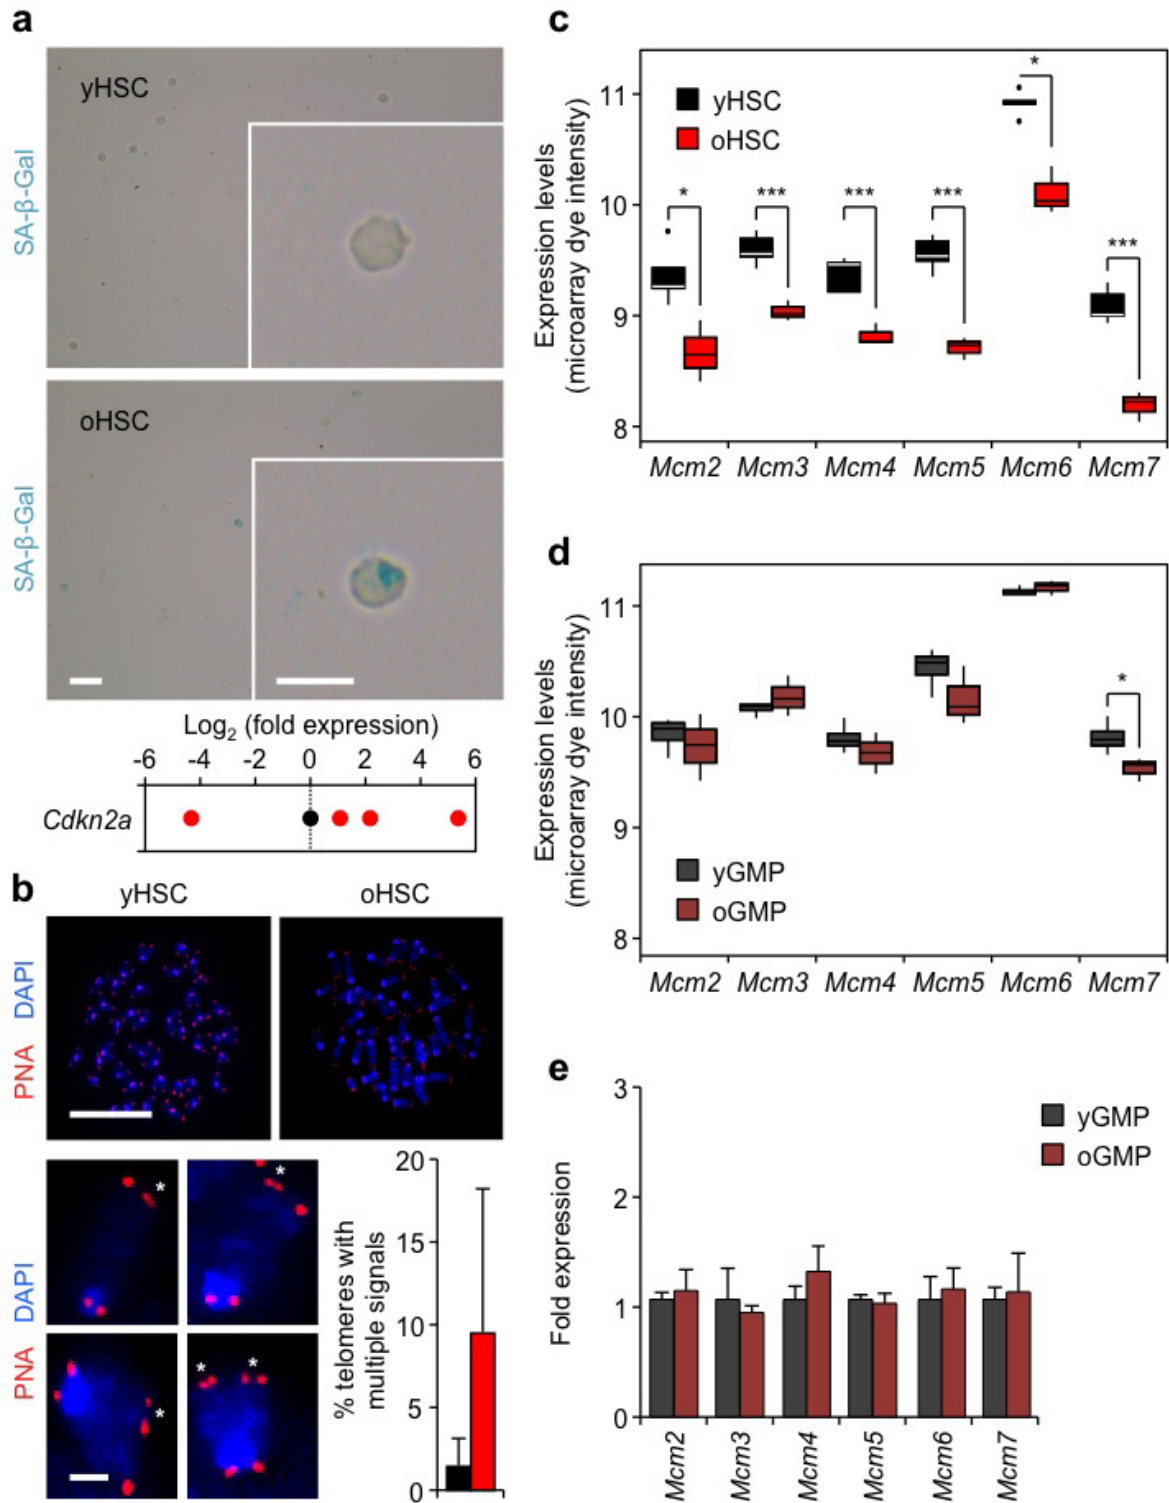 a
yHSC
SA-β-Gal
oHSC
SA-β-Gal
Log2 (fold expression)
-6 -4 -2 0 2 4 6
Cdkn2a
b
yHSC oHSC
PNA DAPI
PNA DAPI
* *
* * *
% telomeres with
multiple signals
20
15
10
5
0
c
Expression levels
(microarray dye intensity)
11
10
9
8
yHSC
oHSC
* *** *** *** * ***
Mcm2 Mcm3 Mcm4 Mcm5 Mcm6 Mcm7
d
Expression levels
(microarray dye intensity)
11
10
9
8
*
yGMP
oGMP
Mcm2 Mcm3 Mcm4 Mcm5 Mcm6 Mcm7
e
Fold expression
3
2
1
0
yGMP
oGMP
Mcm2 Mcm3 Mcm4 Mcm5 Mcm6 Mcm7